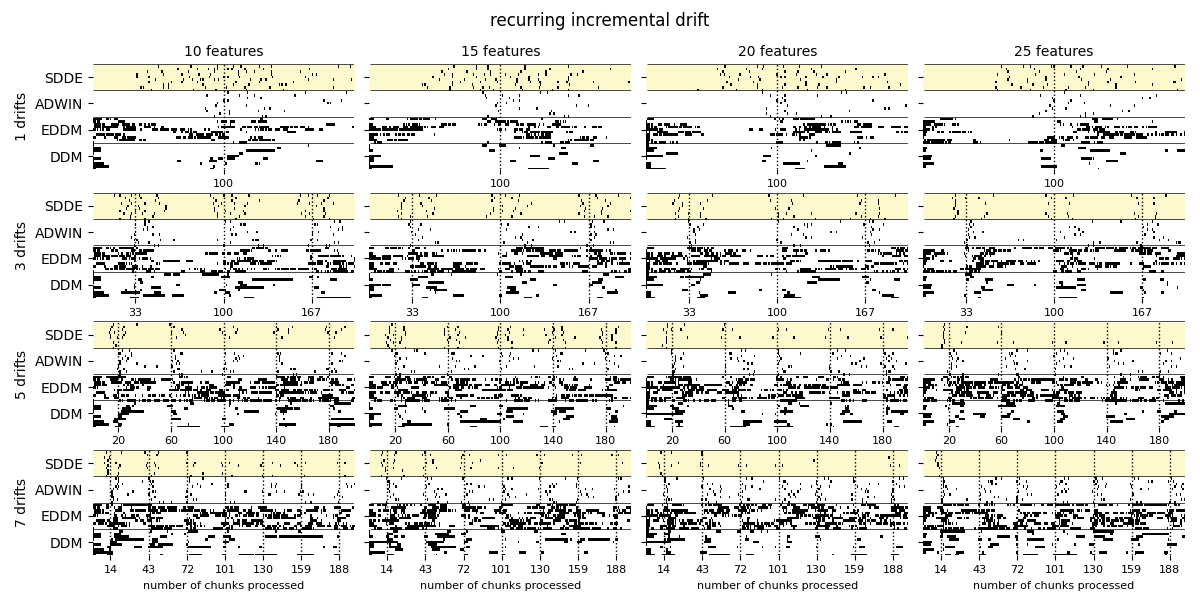 recurring incremental drift
10 features
15 features
20 features
25 features
1 drifts
SDDE
ADWIN
EDDM
DDM
100
100
100
100
3 drifts
SDDE
ADWIN
EDDM
DDM
33 100 167
33 100 167
33 100 167
33 100 167
5 drifts
SDDE
ADWIN
EDDM
DDM
20 60 100 140 180
20 60 100 140 180
20 60 100 140 180
20 60 100 140 180
7 drifts
SDDE
ADWIN
EDDM
DDM
14 43 72 101 130 159 188
14 43 72 101 130 159 188
14 43 72 101 130 159 188
14 43 72 101 130 159 188
number of chunks processed
number of chunks processed
number of chunks processed
number of chunks processed